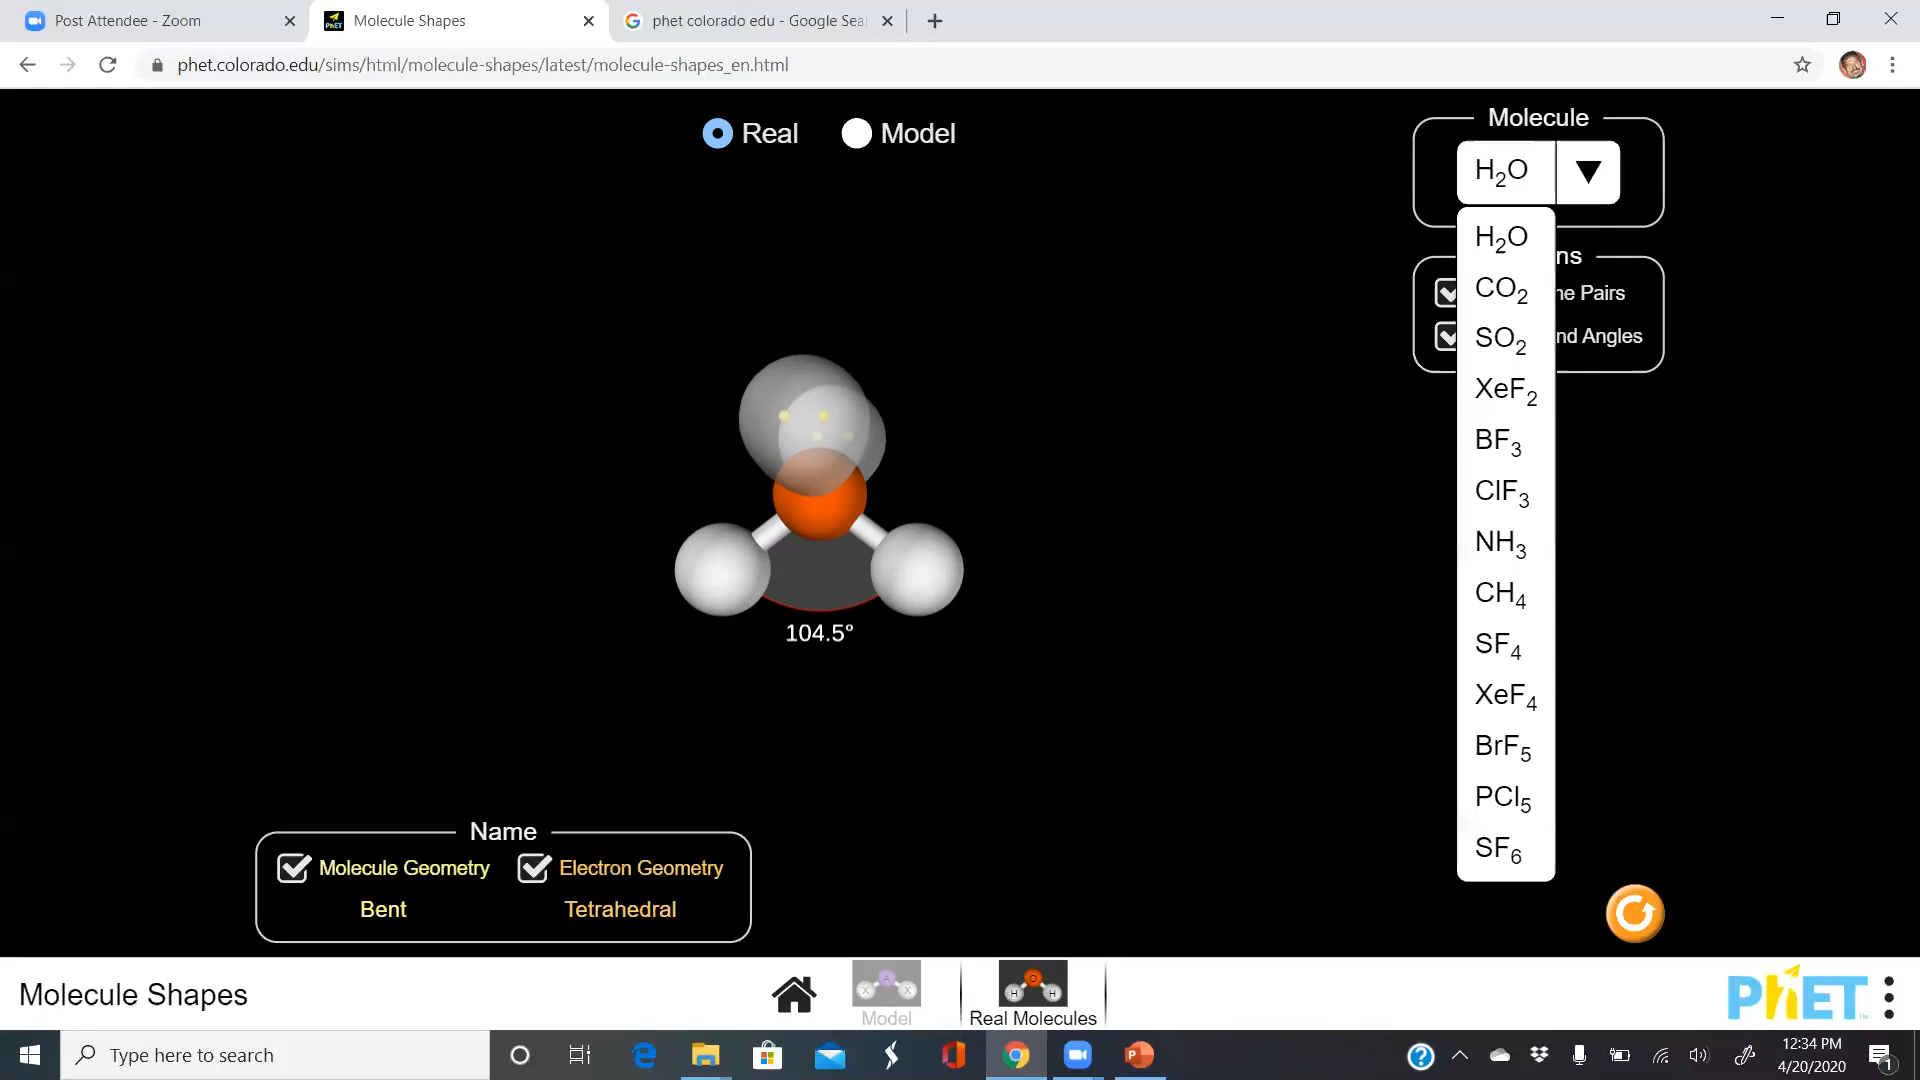 Post Attendee - Zoom
Molecule Shapes
phet colorado edu - Google Sea
phet.colorado.edu/sims/html/molecule-shapes/latest/molecule-shapes_en.html
Real
Model
Molecule
H₂O
H₂O
CO₂
SO₂
XeF₂
BF₃
ClF₃
NH₃
CH₄
SF₄
XeF₄
BrF₅
PCl₅
SF₆
ns
ne Pairs
nd Angles
104.5°
Name
Molecule Geometry
Electron Geometry
Bent
Tetrahedral
Molecule Shapes
Model
Real Molecules
PhET
Type here to search
12:34 PM
4/20/2020
1